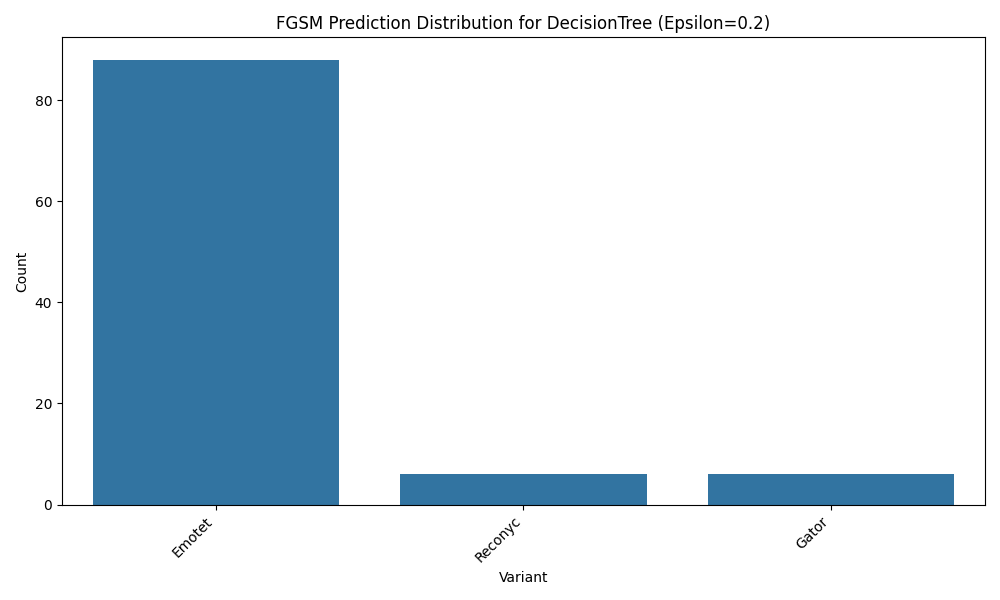 FGSM Prediction Distribution for DecisionTree (Epsilon=0.2)
Count
80
60
40
20
0
Emotet
Reconyc
Gator
Variant